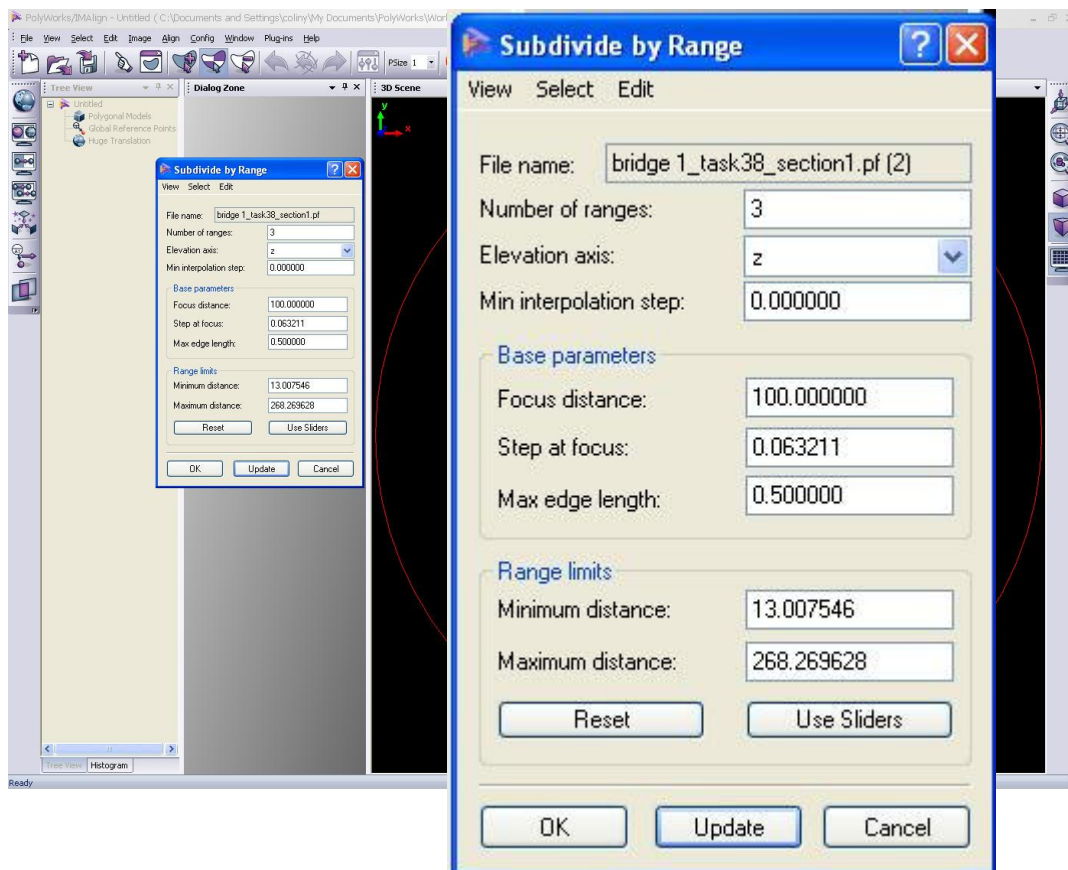 PolyWorks/IMAlign - Untitled ( C:\Documents and Settings\coliny\My Documents\PolyWorks\Wor
File View Select Edit Image Align Config Window Plug-ins Help
PSize 1
Tree View
Dialog Zone
3D Scene
Untitled
Polygonal Models
Global Reference Points
Huge Translation
y
x
Subdivide by Range
View Select Edit
File name: bridge 1_task38_section1.pf
Number of ranges: 3
Elevation axis: z
Min interpolation step: 0.000000
Base parameters
Focus distance: 100.000000
Step at focus: 0.063211
Max edge length: 0.500000
Range limits
Minimum distance: 13.007546
Maximum distance: 268.269628
Reset Use Sliders
OK Update Cancel
Tree View Histogram
Ready
Subdivide by Range
View Select Edit
File name: bridge 1_task38_section1.pf (2)
Number of ranges: 3
Elevation axis: z
Min interpolation step: 0.000000
Base parameters
Focus distance: 100.000000
Step at focus: 0.063211
Max edge length: 0.500000
Range limits
Minimum distance: 13.007546
Maximum distance: 268.269628
Reset Use Sliders
OK Update Cancel